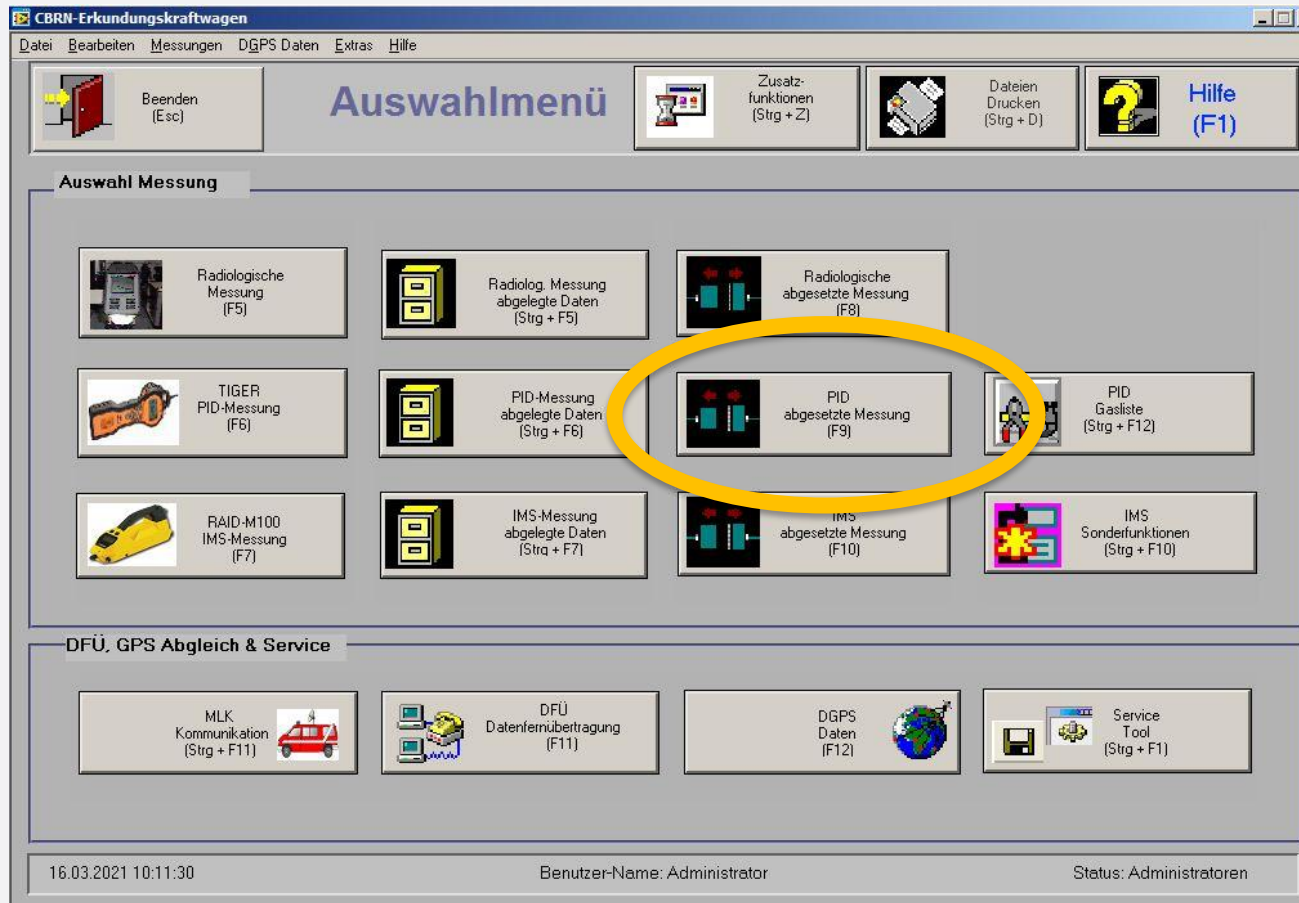 CBRN-Erkundungskraftwagen
Datei Bearbeiten Messungen DGPS Daten Extras Hilfe
Beenden
(Esc)
Auswahlmenü
Zusatz-
funktionen
(Strg + Z)
Dateien
Drucken
(Strg + D)
Hilfe
(F1)
Auswahl Messung
Radiologische
Messung
(F5)
Radiolog. Messung
abgelegte Daten
(Strg + F5)
Radiologische
abgesetzte Messung
(F8)
TIGER
PID-Messung
(F6)
PID-Messung
abgelegte Daten
(Strg + F6)
PID
abgesetzte Messung
(F9)
PID
Gasliste
(Strg + F12)
RAID-M100
IMS-Messung
(F7)
IMS-Messung
abgelegte Daten
(Strg + F7)
IMS
abgesetzte Messung
(F10)
IMS
Sonderfunktionen
(Strg + F10)
DFÜ, GPS Abgleich & Service
MLK
Kommunikation
(Strg + F11)
DFÜ
Datenfernübertragung
(F11)
DGPS
Daten
(F12)
Service
Tool
(Strg + F1)
16.03.2021 10:11:30 Benutzer-Name: Administrator Status: Administratoren